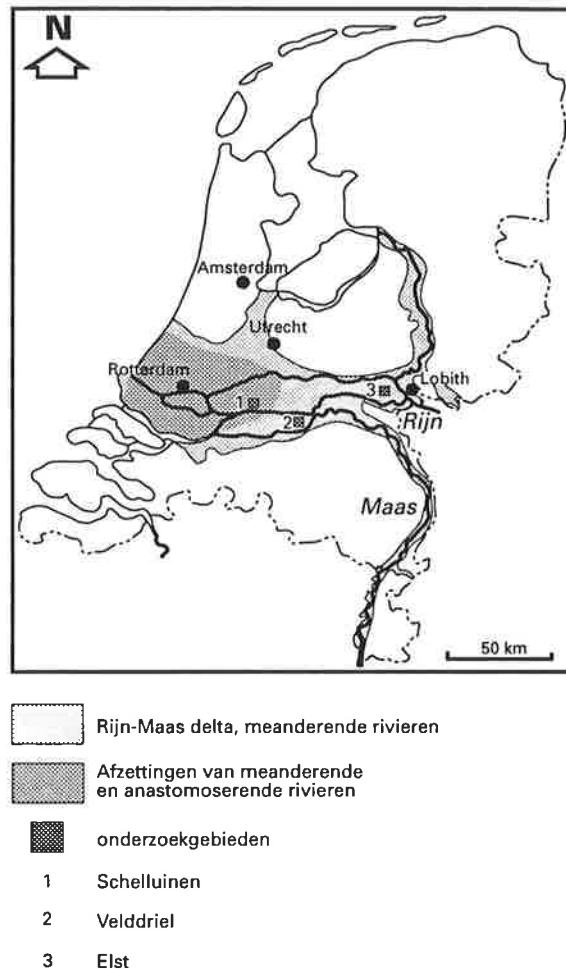 N
Amsterdam
Utrecht
Rotterdam
Lobith
1
3
2
Rijn
Maas
50 km
Rijn-Maas delta, meanderende rivieren
Afzettingen van meanderende
en anastomoserende rivieren
onderzoekgebieden
1 Schelluinen
2 Velddriel
3 Elst